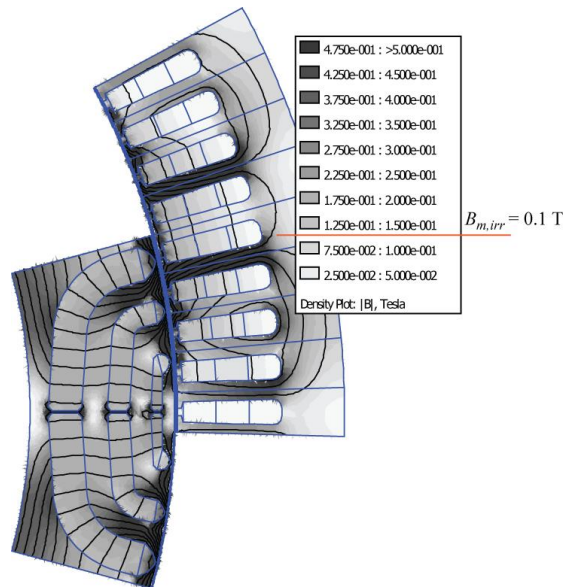 4.750e-001 : >5.000e-001
4.250e-001 : 4.500e-001
3.750e-001 : 4.000e-001
3.250e-001 : 3.500e-001
2.750e-001 : 3.000e-001
2.250e-001 : 2.500e-001
1.750e-001 : 2.000e-001
1.250e-001 : 1.500e-001
B_{m,irr} = 0.1 T
7.500e-002 : 1.000e-001
2.500e-002 : 5.000e-002
Density Plot: |B|, Tesla